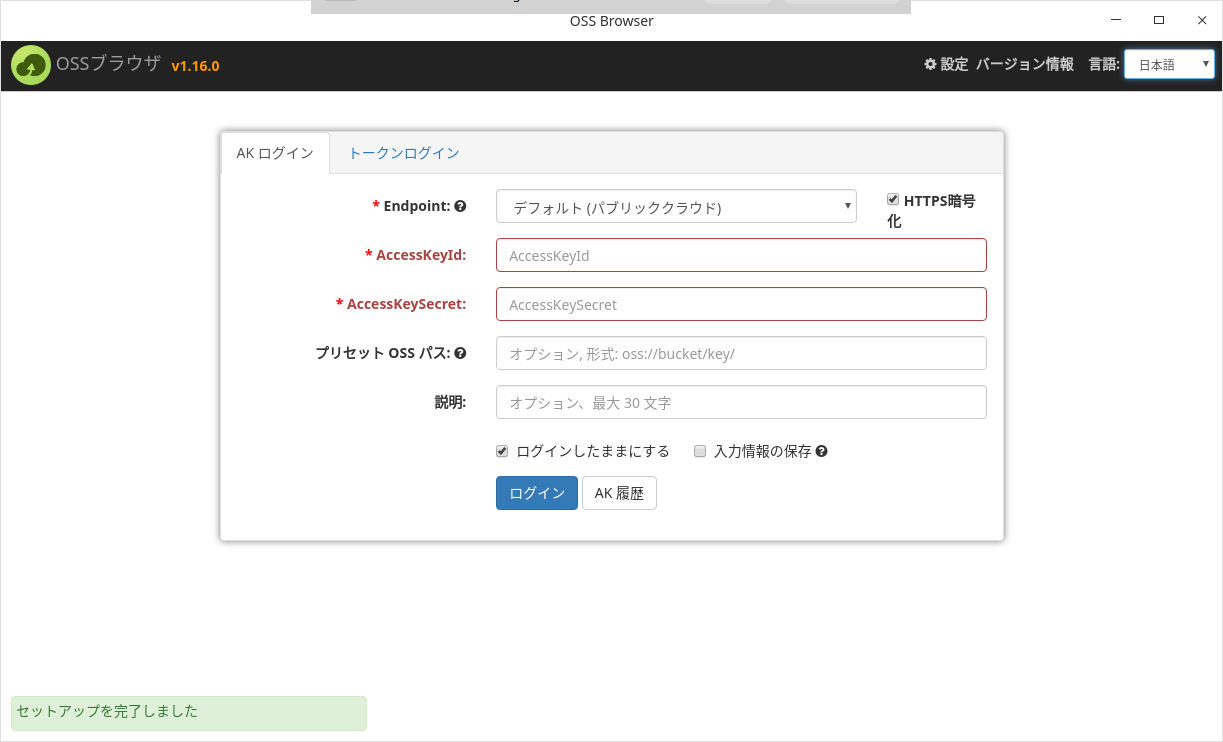 OSS Browser
OSSブラウザ v1.16.0
設定 バージョン情報 言語: 日本語
AK ログイン トークンログイン
* Endpoint: デフォルト (パブリッククラウド) HTTPS暗号
化
* AccessKeyId: AccessKeyId
* AccessKeySecret: AccessKeySecret
プリセット OSS パス: オプション, 形式: oss://bucket/key/
説明: オプション、最大 30 文字
ログインしたままにする 入力情報の保存
ログイン AK 履歴
セットアップを完了しました